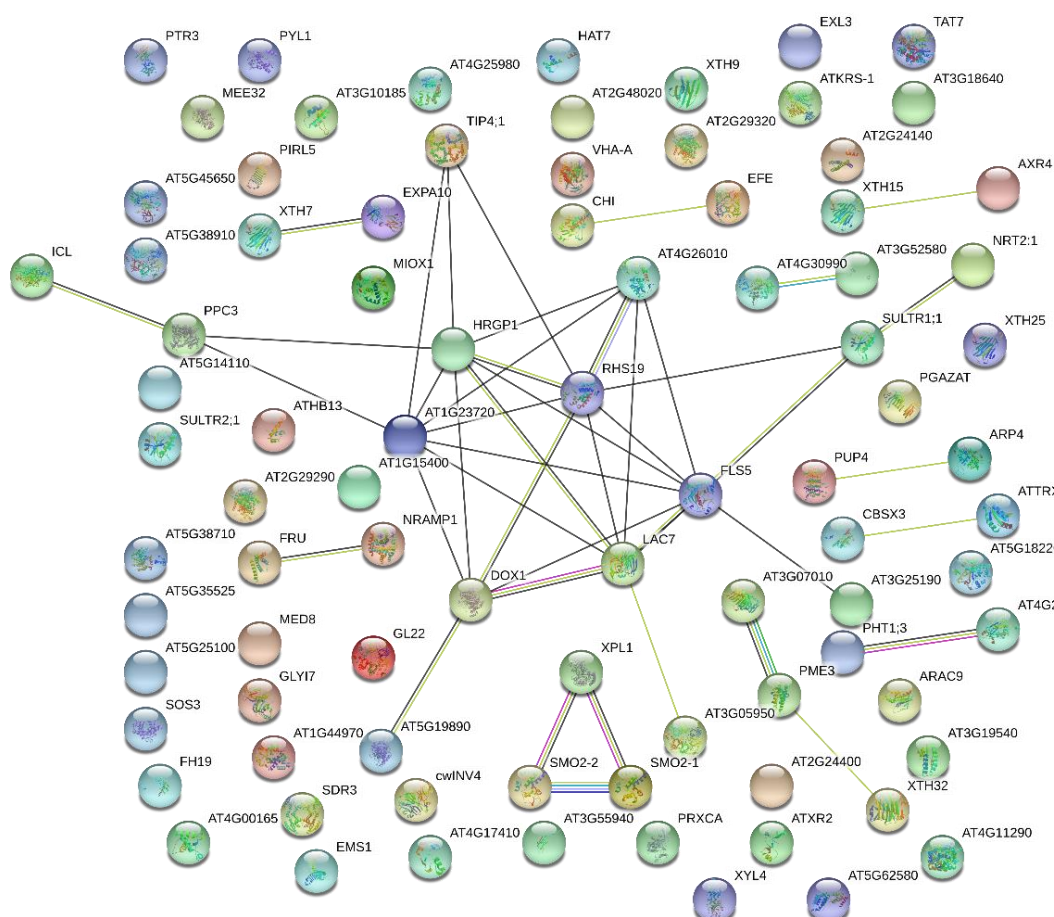 PTR3
PYL1
HAT7
EXL3
TAT7
AT4G25980
XTH9
ATKRS-1
AT3G18640
MEE32
AT3G10185
AT2G48020
TIP4;1
AT2G29320
AT2G24140
PIRL5
VHA-A
AXR4
AT5G45650
EXPA10
EFE
XTH7
CHI
XTH15
AT5G38910
AT4G26010
AT3G52580
NRT2:1
ICL
MIOX1
AT4G30990
PPC3
SULTR1;1
HRGP1
XTH25
AT5G14110
RHS19
PGAZAT
SULTR2;1
ATHB13
AT1G23720
AT1G15400
PUP4
ARP4
AT2G29290
FLS5
ATTRX
NRAMP1
CBSX3
AT5G38710
FRU
LAC7
AT5G1822
DOX1
AT3G07010
AT3G25190
AT5G35525
AT4G2
MED8
PHT1;3
GL22
XPL1
AT5G25100
PME3
GLYI7
ARAC9
SOS3
AT1G44970
AT5G19890
AT3G05950
AT3G19540
SMO2-2
SMO2-1
FH19
cwINV4
AT2G24400
SDR3
XTH32
AT4G00165
AT4G17410
AT3G55940
PRXCA
ATXR2
AT4G11290
EMS1
XYL4
AT5G62580